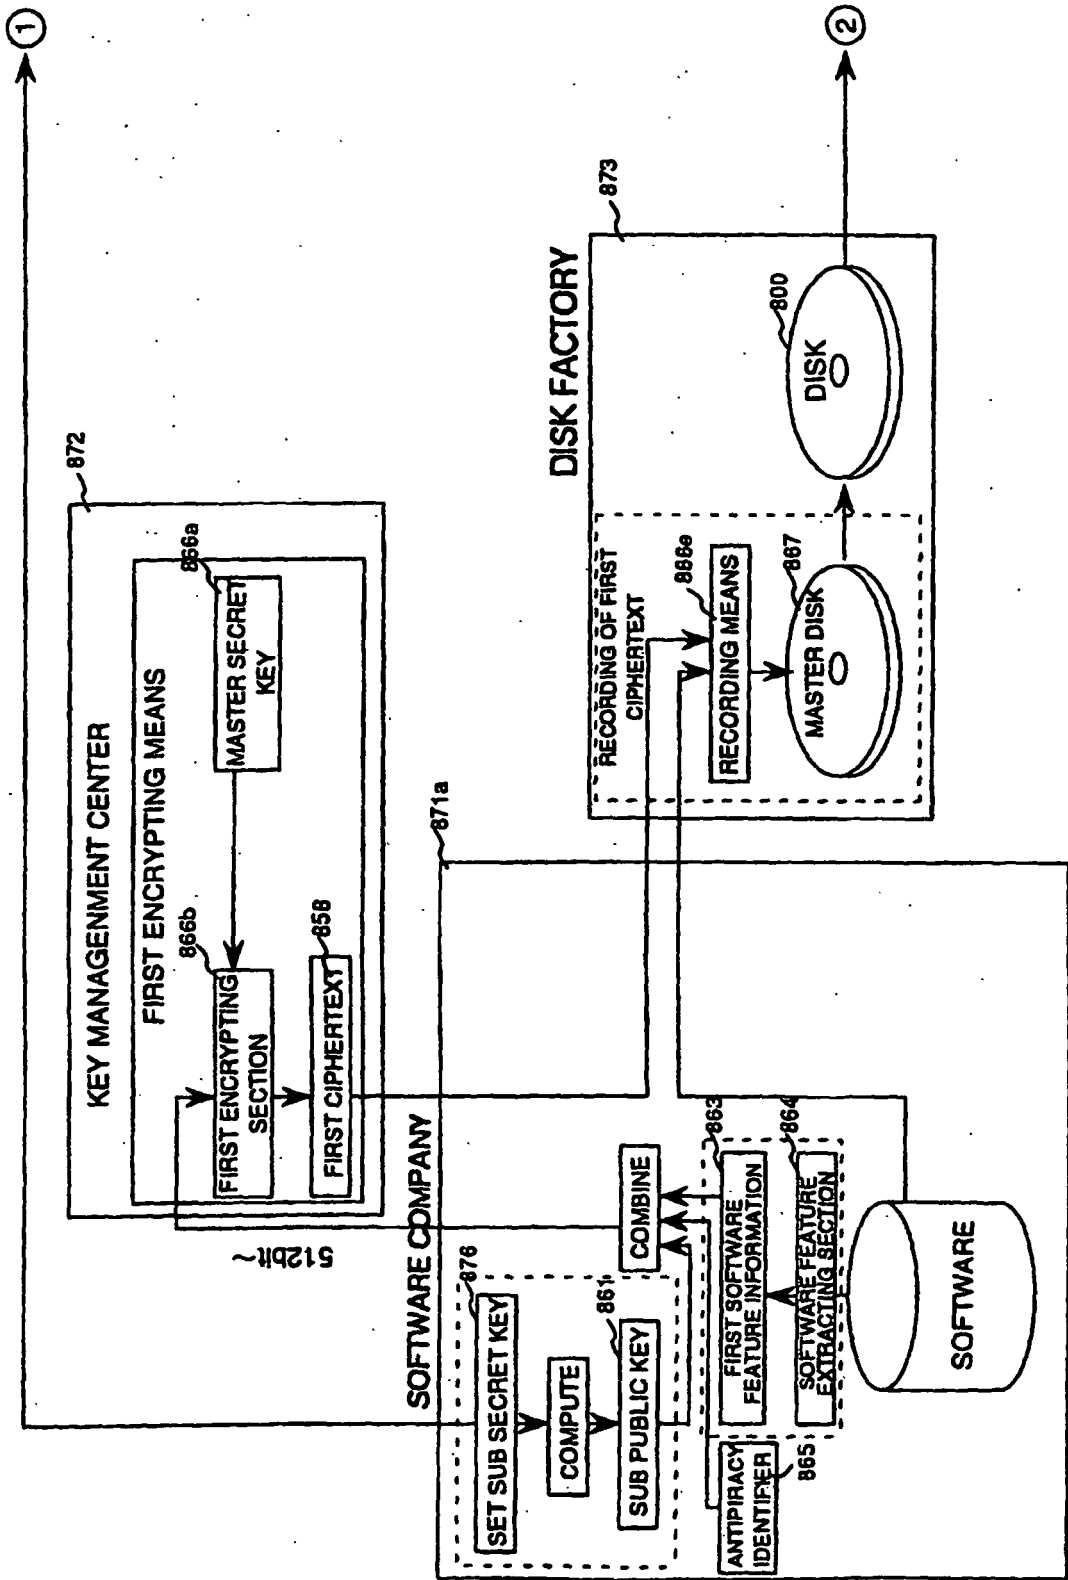 1
872
KEY MANAGENMENT CENTER
FIRST ENCRYPTING MEANS
866b
FIRST ENCRYPTING
SECTION
866a
MASTER SECRET
KEY
858
FIRST CIPHERTEXT
512bit~
SOFTWARE COMPANY
871a
876
SET SUB SECRET KEY
COMPUTE
861
SUB PUBLIC KEY
COMBINE
ANTIPIRACY
IDENTIFIER
865
863
FIRST SOFTWARE
FEATURE INFORMATION
864
SOFTWARE FEATURE
EXTRACTING SECTION
SOFTWARE
DISK FACTORY
873
RECORDING OF FIRST
CIPHERTEXT
866e
RECORDING MEANS
867
MASTER DISK
800
DISK
2